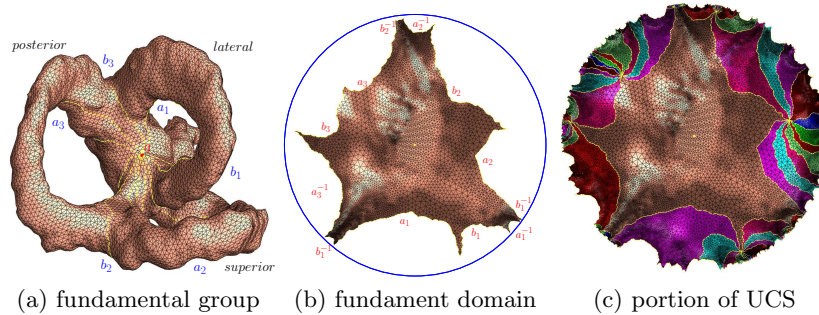 posterior
lateral
b₃
a₁
a₃
b₁
b₂
a₂
superior
b₂⁻¹
a₂⁻¹
a₃
b₂
b₃
a₂
a₃⁻¹
a₁
b₁⁻¹
b₁
b₁⁻¹
a₁⁻¹
(a) fundamental group
(b) fundament domain
(c) portion of UCS